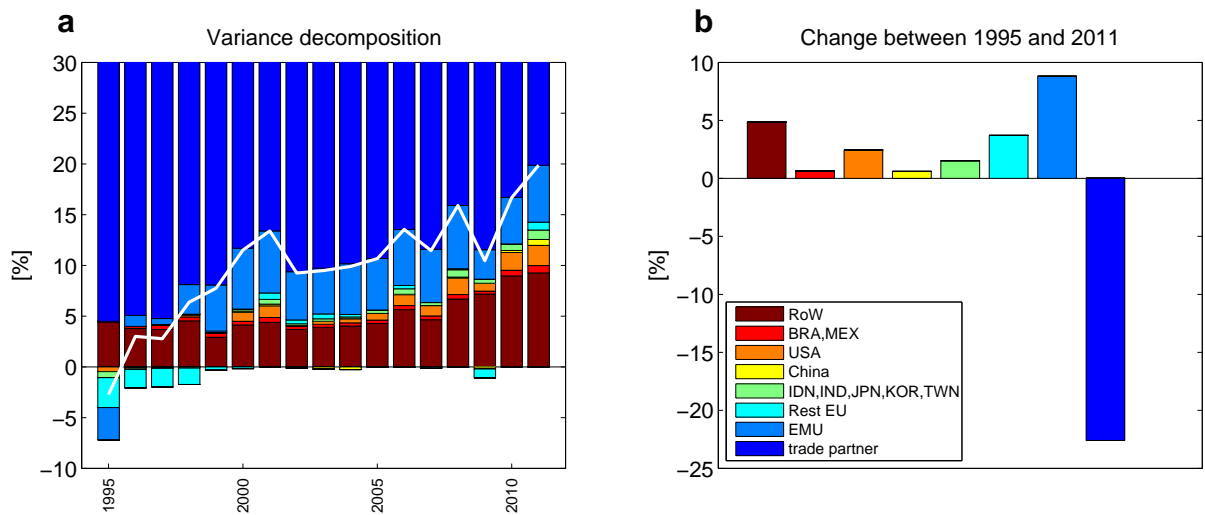 a
Variance decomposition
30
25
20
15
10
5
0
−5
−10
[%]
1995
2000
2005
2010
b
Change between 1995 and 2011
10
5
0
−5
−10
−15
−20
−25
[%]
RoW
BRA,MEX
USA
China
IDN,IND,JPN,KOR,TWN
Rest EU
EMU
trade partner